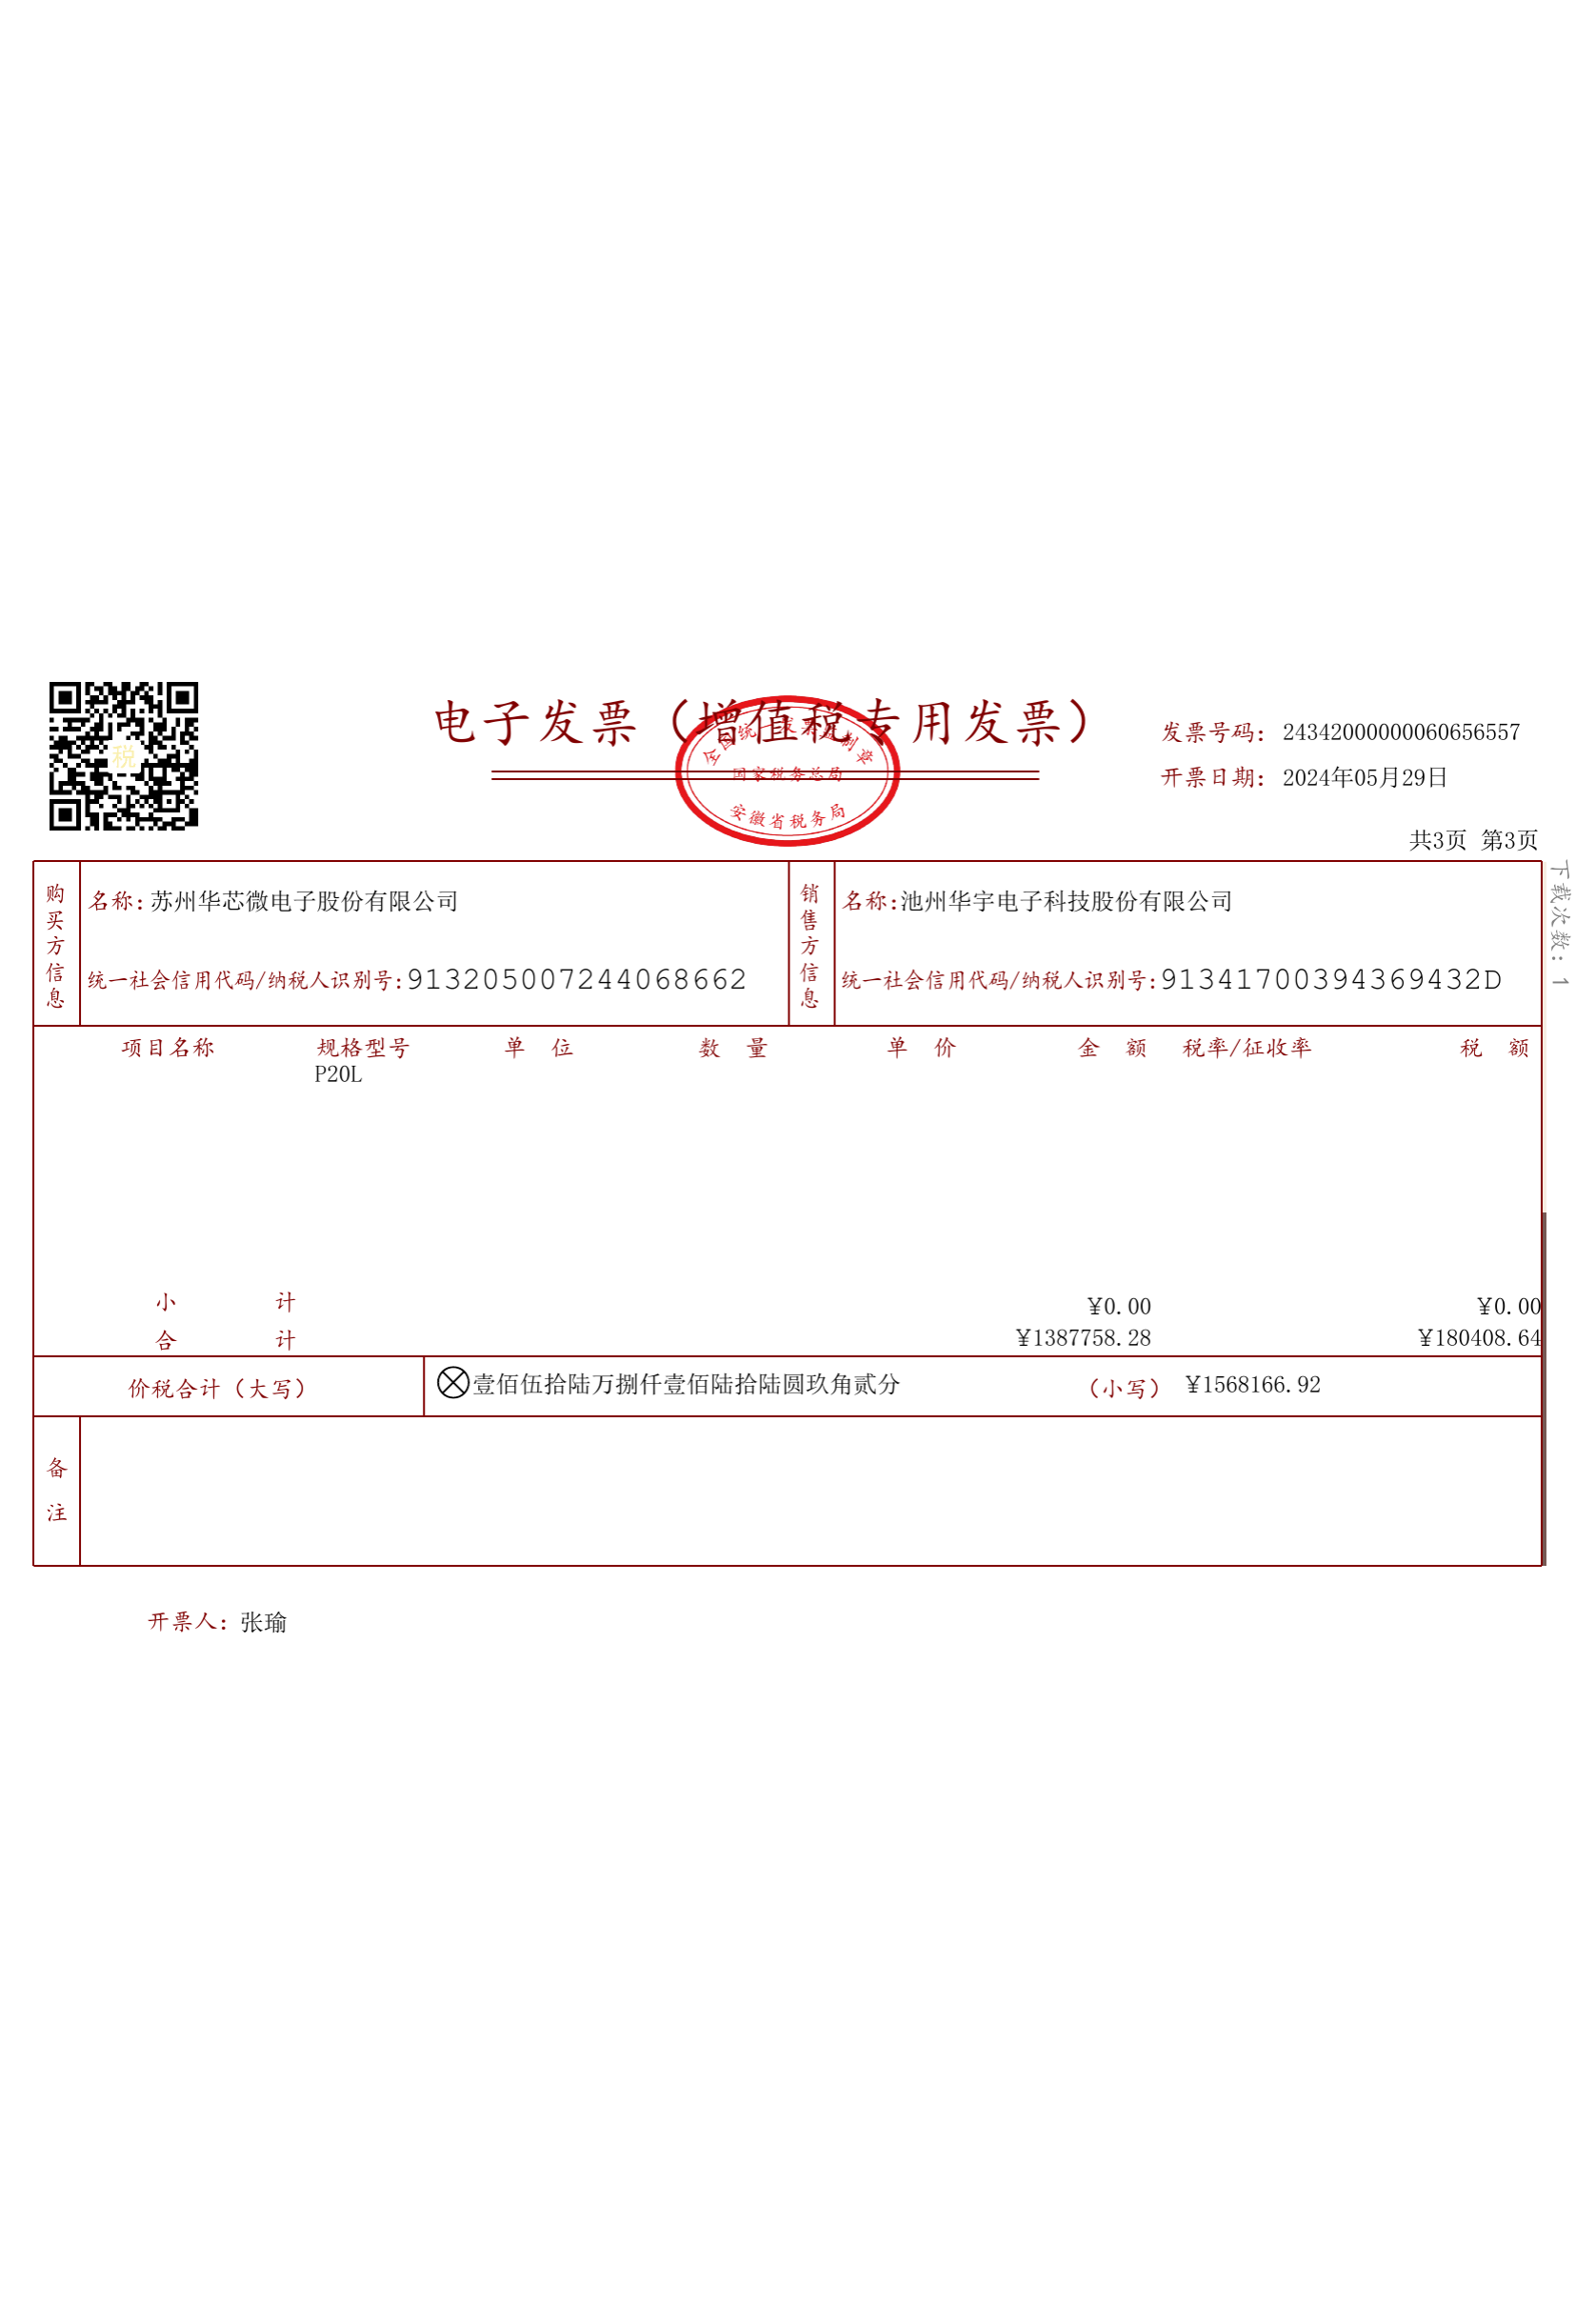 电子发票（增值税专用发票）
全国统一发票监制章
国家税务总局
安徽省税务局
税
发票号码：24342000000060656557
开票日期：2024年05月29日
共3页 第3页
下载次数：1
购买方信息
名称：苏州华芯微电子股份有限公司
统一社会信用代码/纳税人识别号：913205007244068662
销售方信息
名称：池州华宇电子科技股份有限公司
统一社会信用代码/纳税人识别号：91341700394369432D
项目名称 规格型号 单位 数量 单价 金额 税率/征收率 税额
P20L
小计 ¥0.00 ¥0.00
合计 ¥1387758.28 ¥180408.64
价税合计（大写） 壹佰伍拾陆万捌仟壹佰陆拾陆圆玖角贰分 （小写） ¥1568166.92
备注
开票人：张瑜